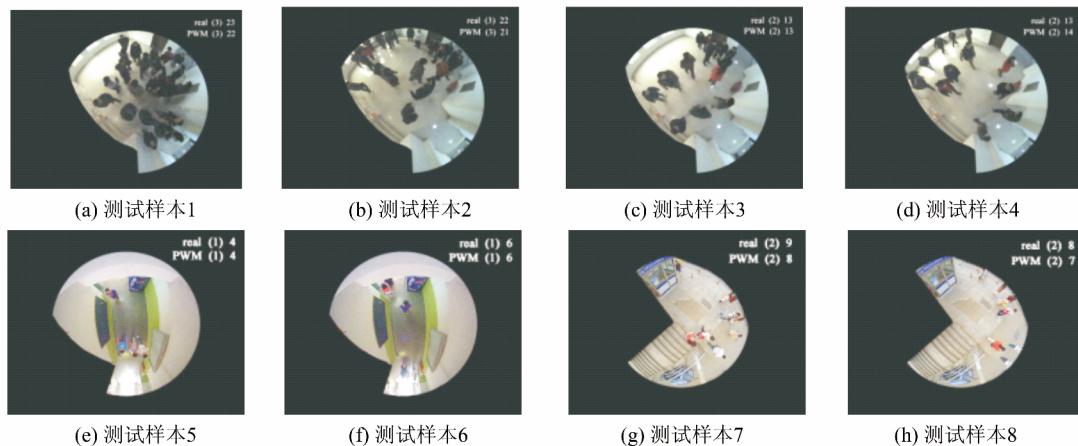 real (3) 23
PWM (3) 22
real (3) 22
PWM (3) 21
real (2) 13
PWM (2) 13
real (2) 13
PWM (2) 14
(a) 测试样本1
(b) 测试样本2
(c) 测试样本3
(d) 测试样本4
real (1) 4
PWM (1) 4
real (1) 6
PWM (1) 6
real (2) 9
PWM (2) 8
real (2) 8
PWM (2) 7
(e) 测试样本5
(f) 测试样本6
(g) 测试样本7
(h) 测试样本8